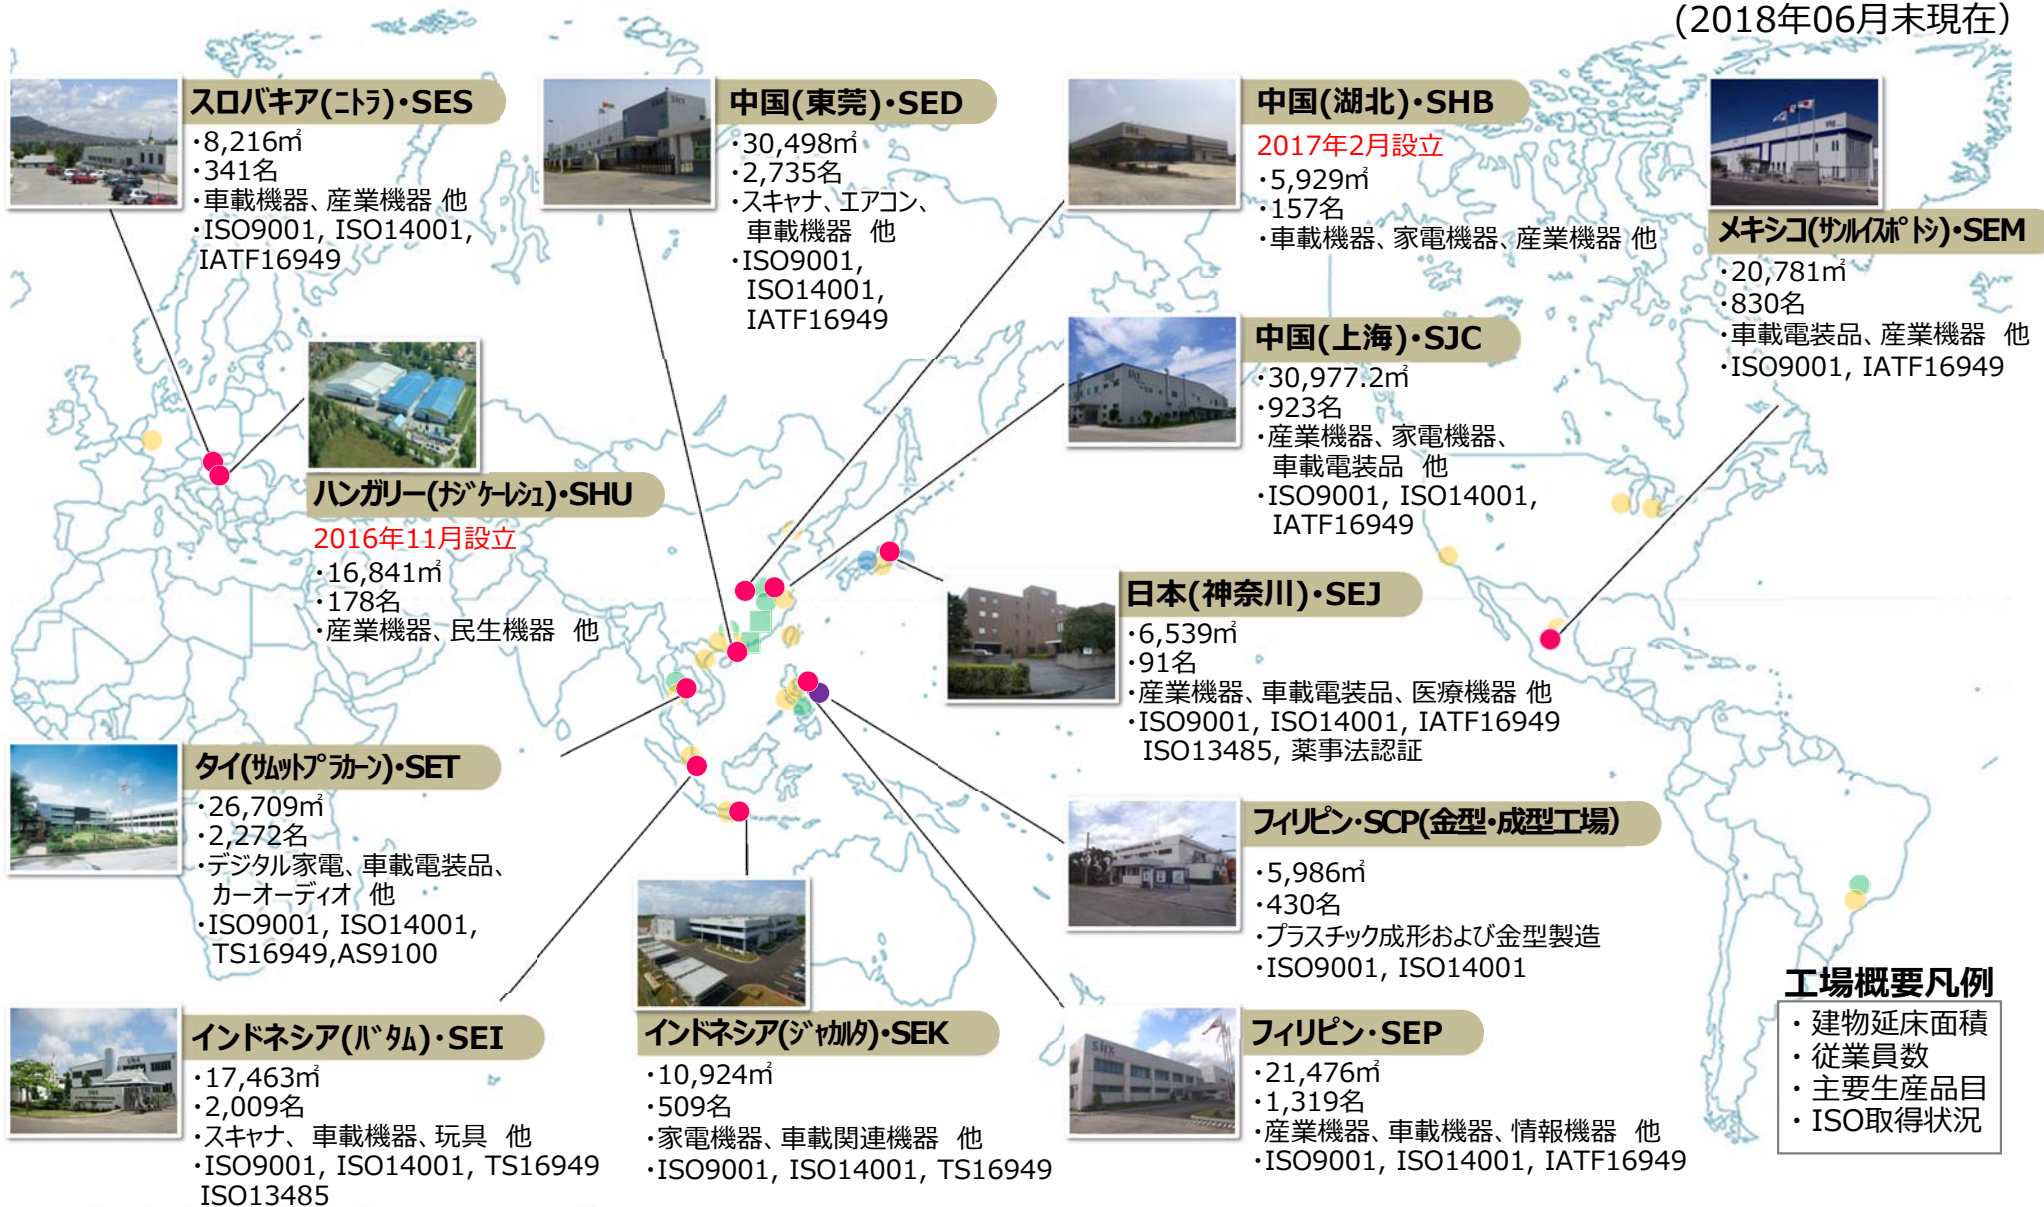 (2018年06月末現在)
スロバキア(ニトラ)・SES
・8,216㎡
・341名
・車載機器、産業機器 他
・ISO9001, ISO14001,
IATF16949
中国(東莞)・SED
・30,498㎡
・2,735名
・スキャナ、エアコン、
車載機器 他
・ISO9001,
ISO14001,
IATF16949
中国(湖北)・SHB
2017年2月設立
・5,929㎡
・157名
・車載機器、家電機器、産業機器 他
メキシコ(サンルイスポトシ)・SEM
・20,781㎡
・830名
・車載電装品、産業機器 他
・ISO9001, IATF16949
中国(上海)・SJC
・30,977.2㎡
・923名
・産業機器、家電機器、
車載電装品 他
・ISO9001, ISO14001,
IATF16949
ハンガリー(ナジケーレシュ)・SHU
2016年11月設立
・16,841㎡
・178名
・産業機器、民生機器 他
日本(神奈川)・SEJ
・6,539㎡
・91名
・産業機器、車載電装品、医療機器 他
・ISO9001, ISO14001, IATF16949
ISO13485, 薬事法認証
タイ(サムットプラカーン)・SET
・26,709㎡
・2,272名
・デジタル家電、車載電装品、
カーオーディオ 他
・ISO9001, ISO14001,
TS16949,AS9100
フィリピン・SCP(金型・成型工場)
・5,986㎡
・430名
・プラスチック成形および金型製造
・ISO9001, ISO14001
インドネシア(バタム)・SEI
・17,463㎡
・2,009名
・スキャナ、 車載機器、玩具 他
・ISO9001, ISO14001, TS16949
ISO13485
インドネシア(ジャカルタ)・SEK
・10,924㎡
・509名
・家電機器、車載関連機器 他
・ISO9001, ISO14001, TS16949
フィリピン・SEP
・21,476㎡
・1,319名
・産業機器、車載機器、情報機器 他
・ISO9001, ISO14001, IATF16949
工場概要凡例
・建物延床面積
・従業員数
・主要生産品目
・ISO取得状況